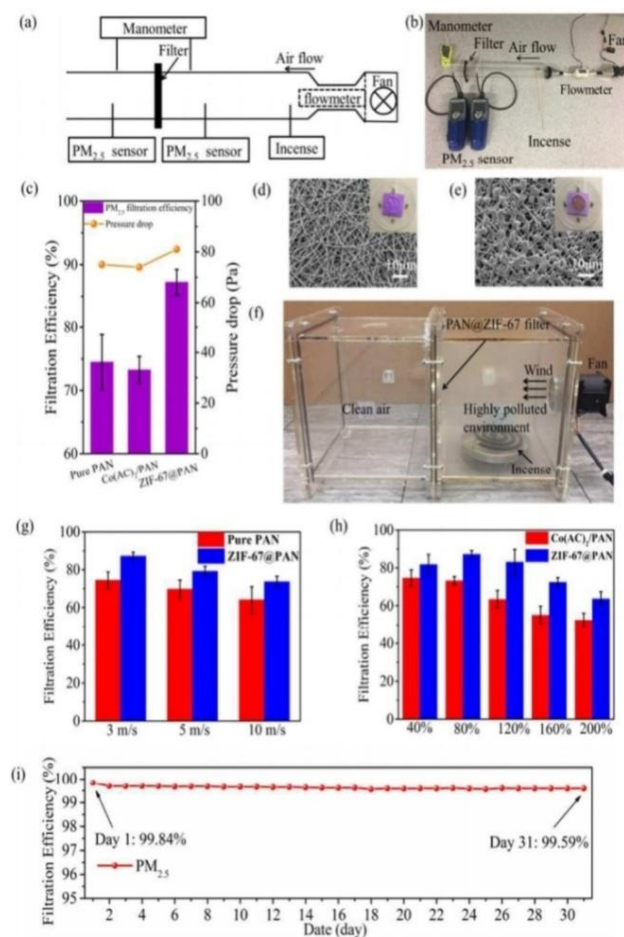 (a)
Manometer
Filter
Air flow
Fan
flowmeter
PM2.5 sensor
PM2.5 sensor
Incense
(b)
Manometer
Filter
Air flow
Fan
Flowmeter
Incense
PM2.5 sensor
(c)
Filtration Efficiency (%)
100
90
80
70
60
PM2.5 filtration efficiency
Pressure drop
100
80
60
40
20
0
Pressure drop (Pa)
Pure PAN
Co(AC)2/PAN
ZIF-67@PAN
(d)
10μm
(e)
10μm
(f)
PAN@ZIF-67 filter
Fan
Wind
Clean air
Highly polluted
environment
Incense
(g)
Filtration Efficiency (%)
100
80
60
40
20
0
Pure PAN
ZIF-67@PAN
3 m/s
5 m/s
10 m/s
(h)
Filtration Efficiency (%)
100
80
60
40
20
0
Co(AC)2/PAN
ZIF-67@PAN
40%
80%
120%
160%
200%
(i)
Filtration Efficiency (%)
100
99
98
97
96
95
Day 1: 99.84%
Day 31: 99.59%
PM2.5
2 4 6 8 10 12 14 16 18 20 22 24 26 28 30
Date (day)